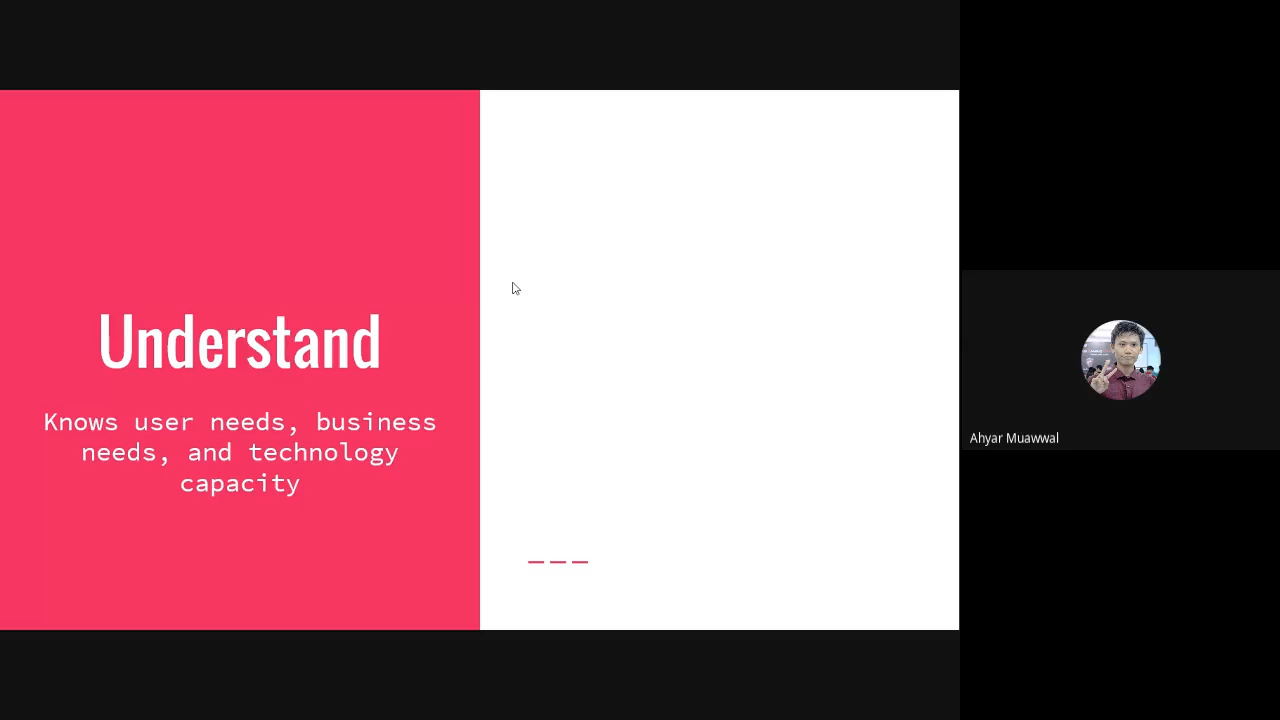 Understand
Knows user needs, business
needs, and technology
capacity
Ahyar Muawwal